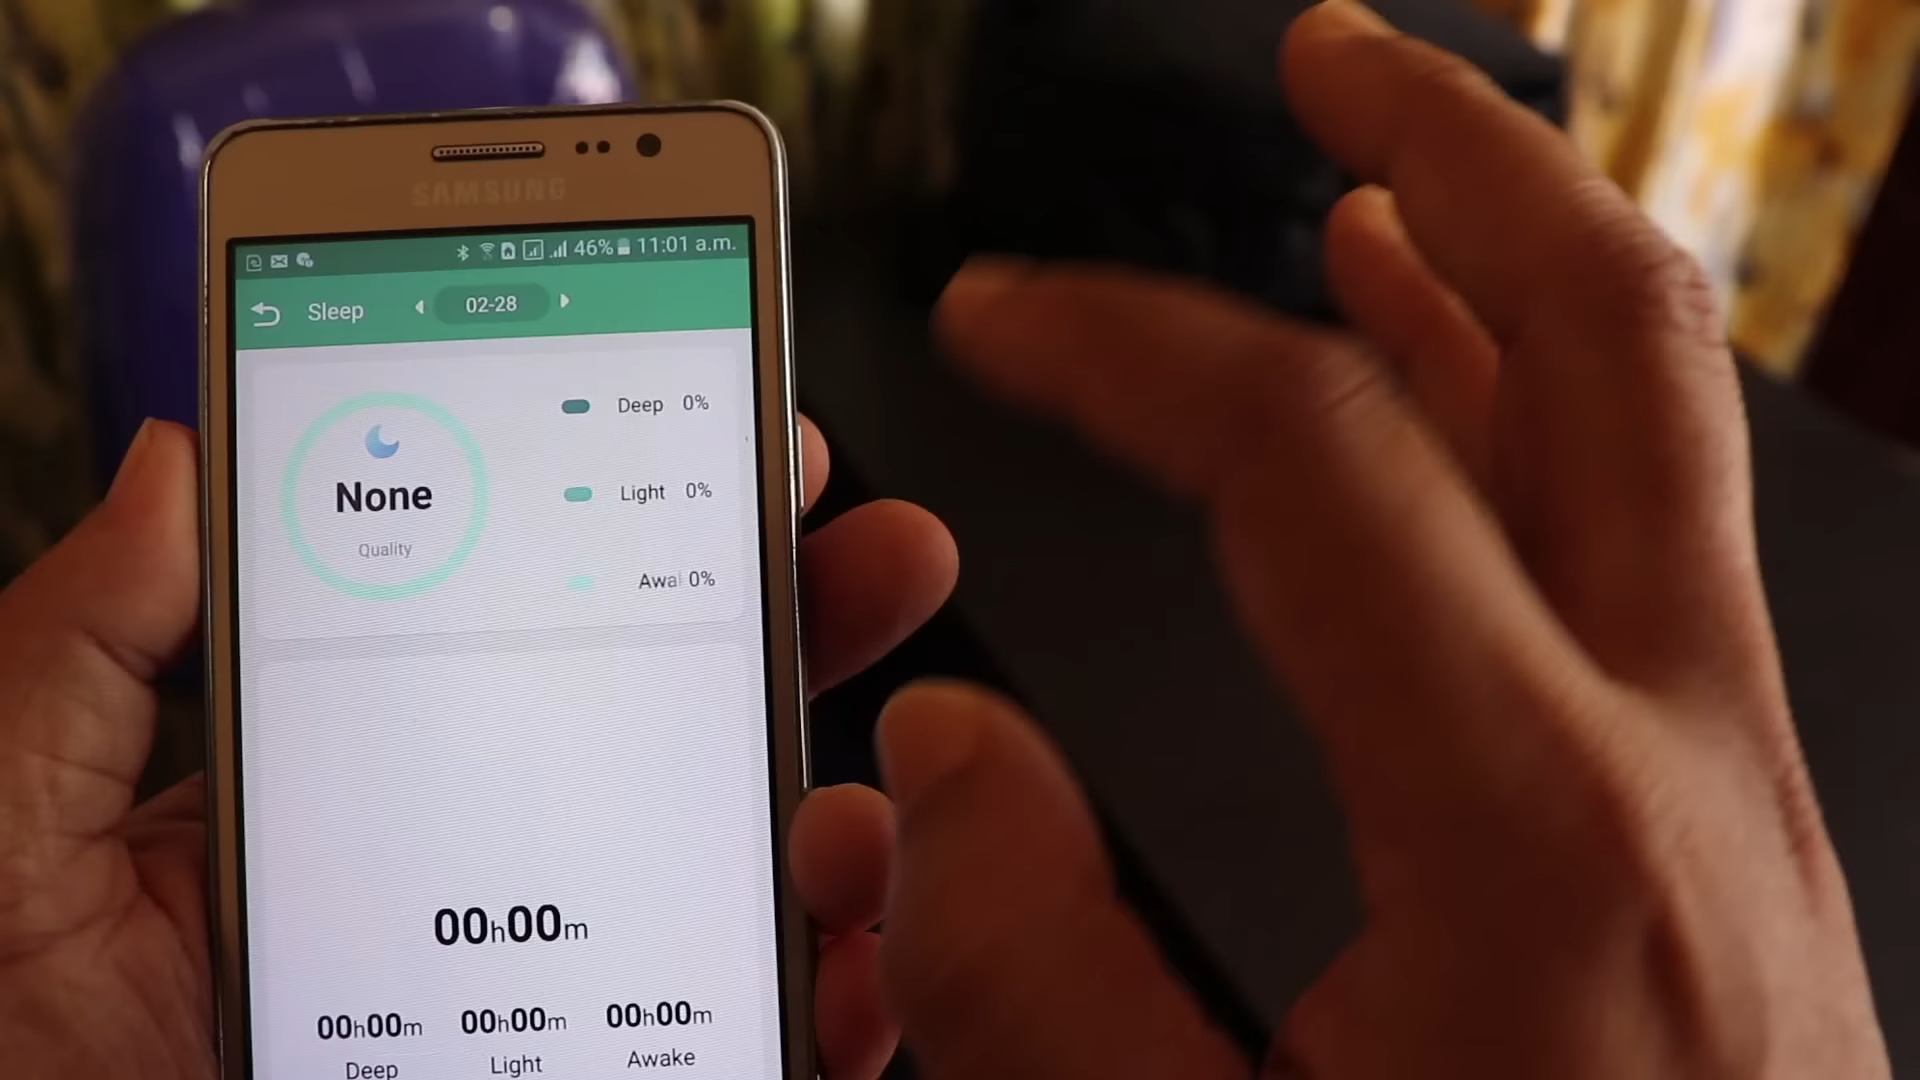 SAMSUNG
46% 11:01 a.m.
Sleep 02-28
Deep 0%
None
Light 0%
Quality
Awa 0%
00h00m
00h00m 00h00m 00h00m
Deep Light Awake